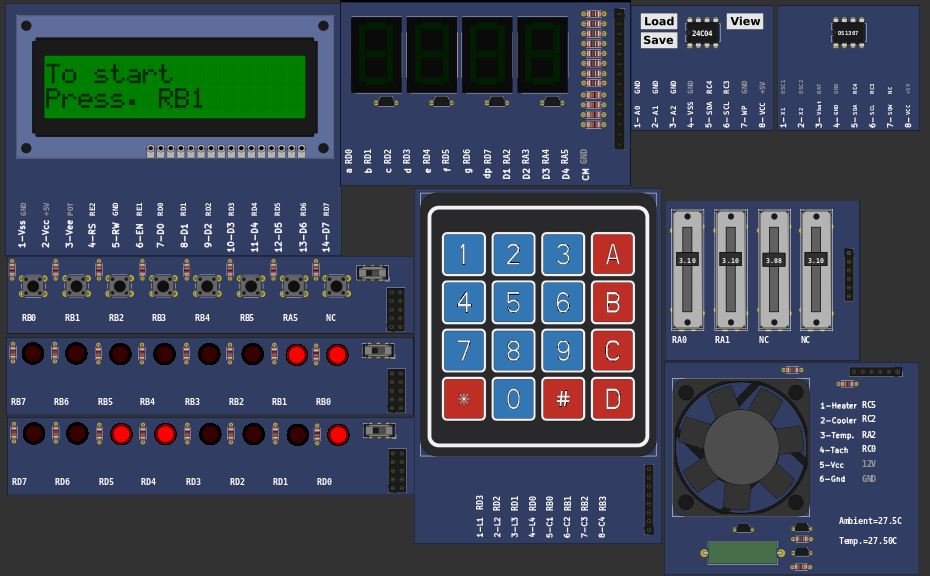 To start
Press. RB1
1-Vss GND
2-Vcc +5V
3-Vee POT
4-RS RE2
5-RW GND
6-EN RE1
7-D0 RD0
8-D1 RD1
9-D2 RD2
10-D3 RD3
11-D4 RD4
12-D5 RD5
13-D6 RD6
14-D7 RD7
a RD0
b RD1
c RD2
d RD3
e RD4
f RD5
g RD6
dp RD7
D1 RA2
D2 RA3
D3 RA4
D4 RA5
CM GND
Load
Save
View
24C04
1-A0 GND
2-A1 GND
3-A2 GND
4-VSS GND
5-SDA RC4
6-SCL RC3
7-WP GND
8-VCC +5V
DS1307
1-X1 OSC1
2-X2 OSC2
3-Vbat BAT
4-GND GND
5-SDA RC4
6-SCL RC3
7-SQW NC
8-VCC +5V
RB0 RB1 RB2 RB3 RB4 RB5 RA5 NC
RB7 RB6 RB5 RB4 RB3 RB2 RB1 RB0
RD7 RD6 RD5 RD4 RD3 RD2 RD1 RD0
1 2 3 A
4 5 6 B
7 8 9 C
* 0 # D
1-L1 RD3
2-L2 RD2
3-L3 RD1
4-L4 RD0
5-C1 RB0
6-C2 RB1
7-C3 RB2
8-C4 RB3
3.10 3.10 3.08 3.10
RA0 RA1 NC NC
1-Heater RC5
2-Cooler RC2
3-Temp. RA2
4-Tach RC0
5-Vcc 12V
6-Gnd GND
Ambient=27.5C
Temp.=27.50C